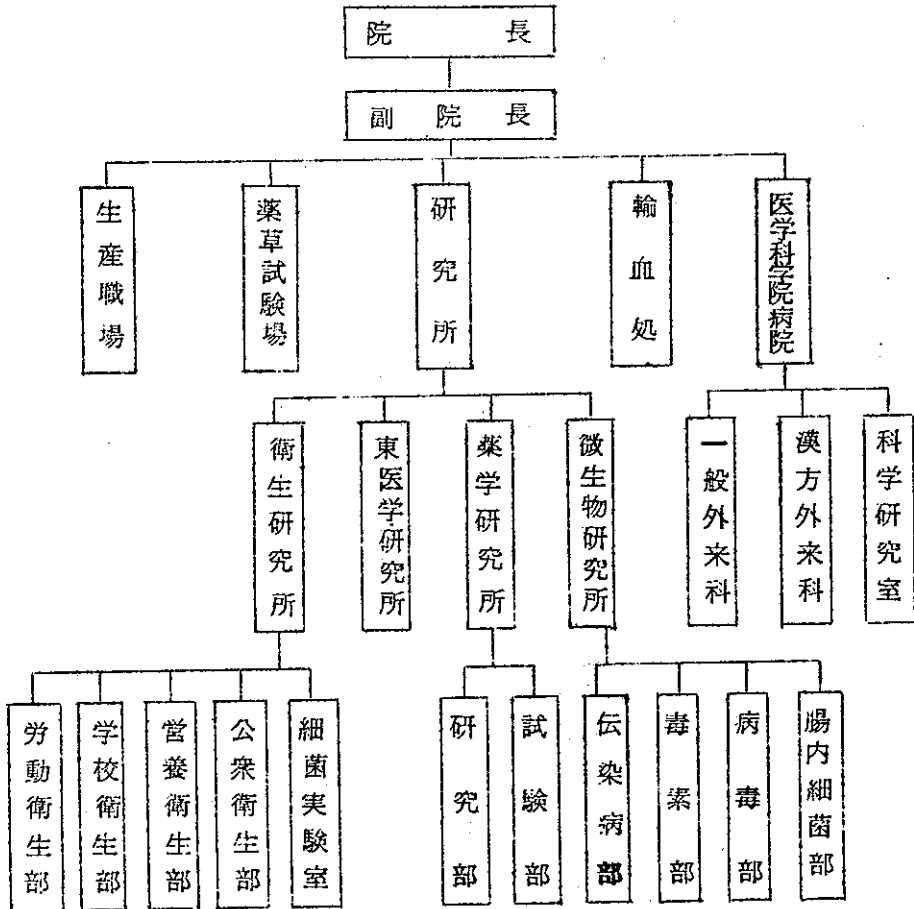 院長
副院長
生産職場
薬草試験場
研究所
輸血処
医学科学院病院
衛生研究所
東医学研究所
薬学研究所
微生物研究所
一般外来科
漢方外来科
科学研究室
労動衛生部
学校衛生部
営養衛生部
公衆衛生部
細菌実験室
研究部
試験部
伝染病部
毒素部
病毒部
腸内細菌部